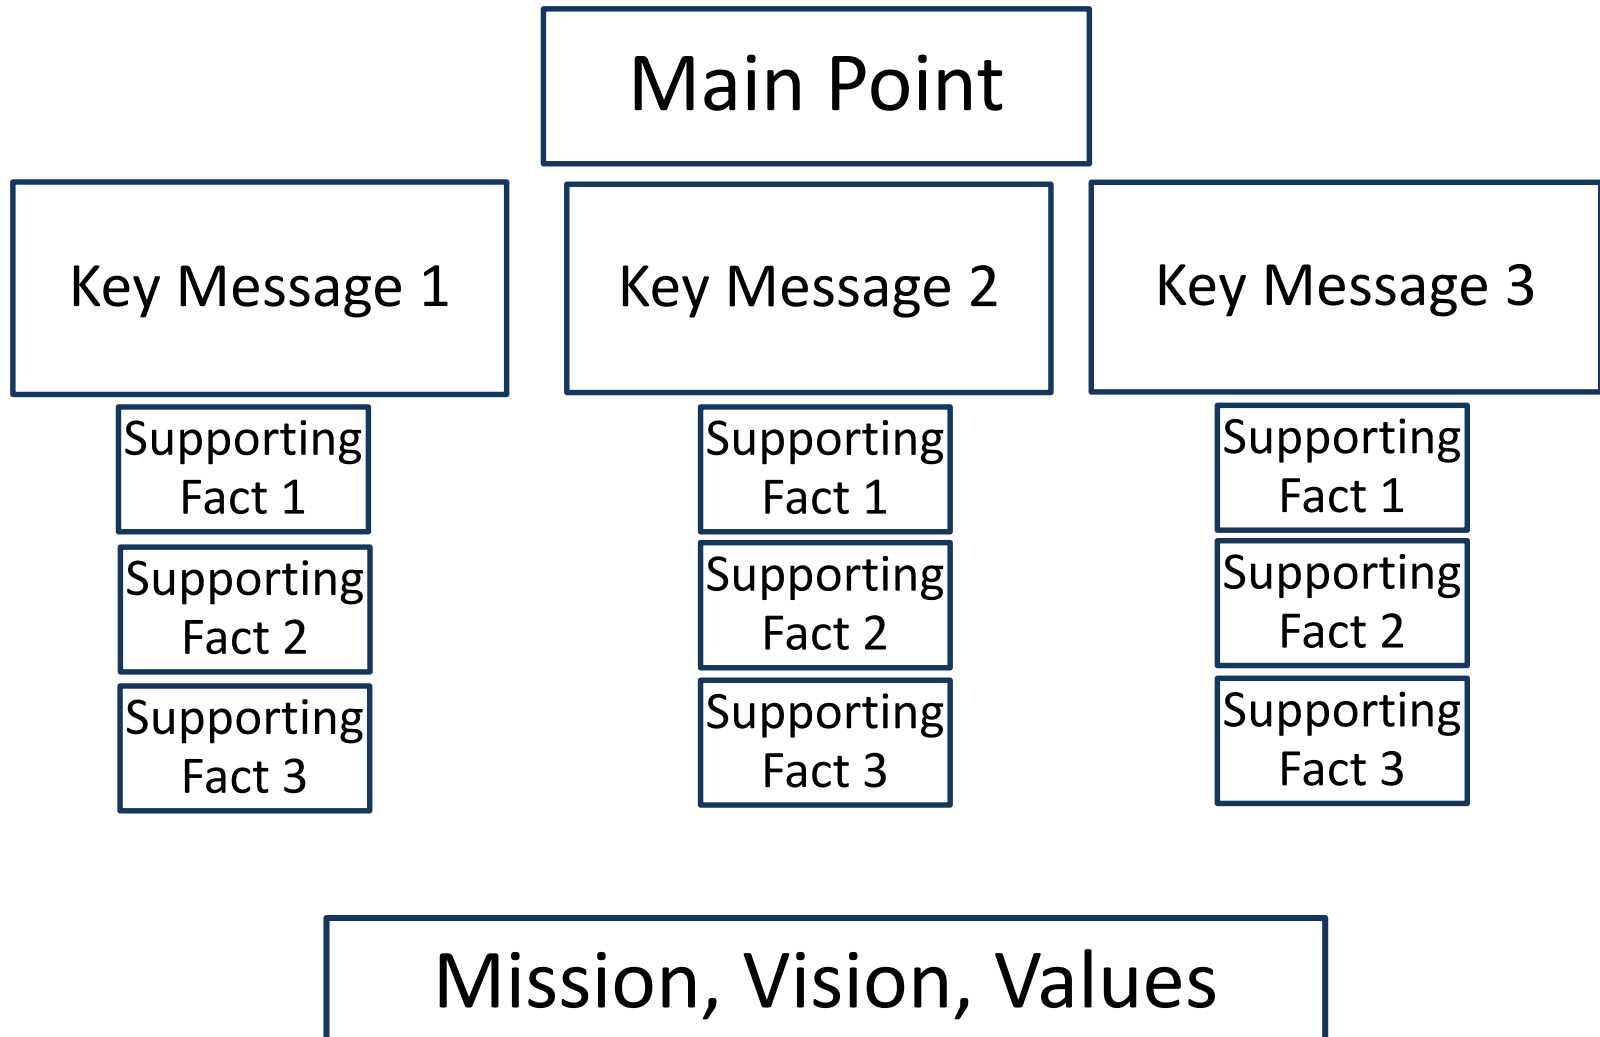 Main Point
Key Message 1
Supporting
Fact 1
Supporting
Fact 2
Supporting
Fact 3
Key Message 2
Supporting
Fact 1
Supporting
Fact 2
Supporting
Fact 3
Key Message 3
Supporting
Fact 1
Supporting
Fact 2
Supporting
Fact 3
Mission, Vision, Values